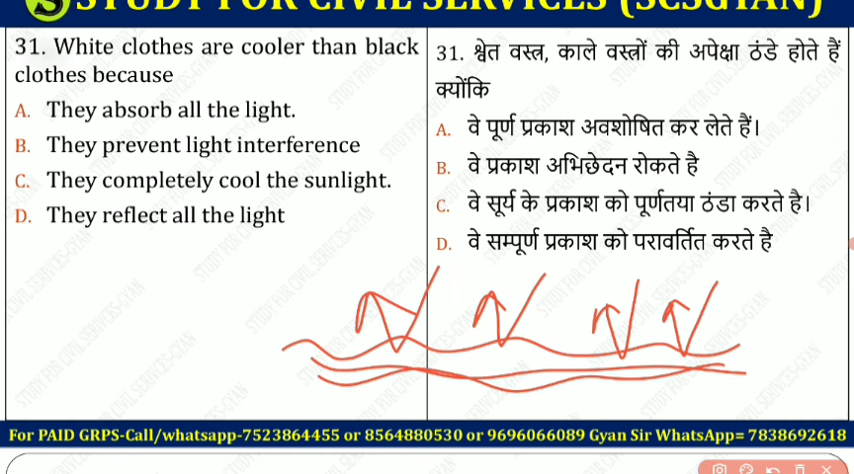 STUDY FOR CIVIL SERVICES (SCSGYAN)
31. White clothes are cooler than black
clothes because
A. They absorb all the light.
B. They prevent light interference
C. They completely cool the sunlight.
D. They reflect all the light
31. श्वेत वस्त्र, काले वस्त्रों की अपेक्षा ठंडे होते हैं
क्योंकि
A. वे पूर्ण प्रकाश अवशोषित कर लेते हैं।
B. वे प्रकाश अभिछेदन रोकते है
C. वे सूर्य के प्रकाश को पूर्णतया ठंडा करते है।
D. वे सम्पूर्ण प्रकाश को परावर्तित करते है
For PAID GRPS-Call/whatsapp-7523864455 or 8564880530 or 9696066089 Gyan Sir WhatsApp= 7838692618